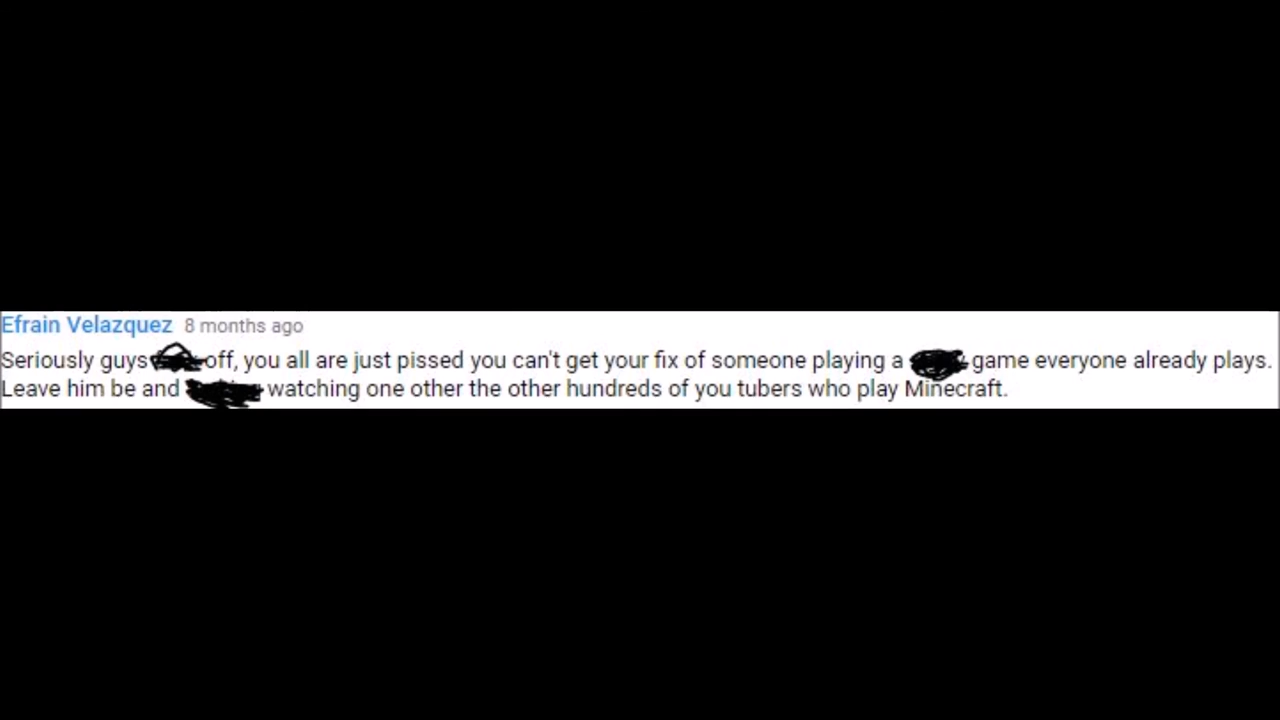 Efrain Velazquez 8 months ago
Seriously guys off, you all are just pissed you can't get your fix of someone playing a game everyone already plays.
Leave him be and watching one other the other hundreds of you tubers who play Minecraft.